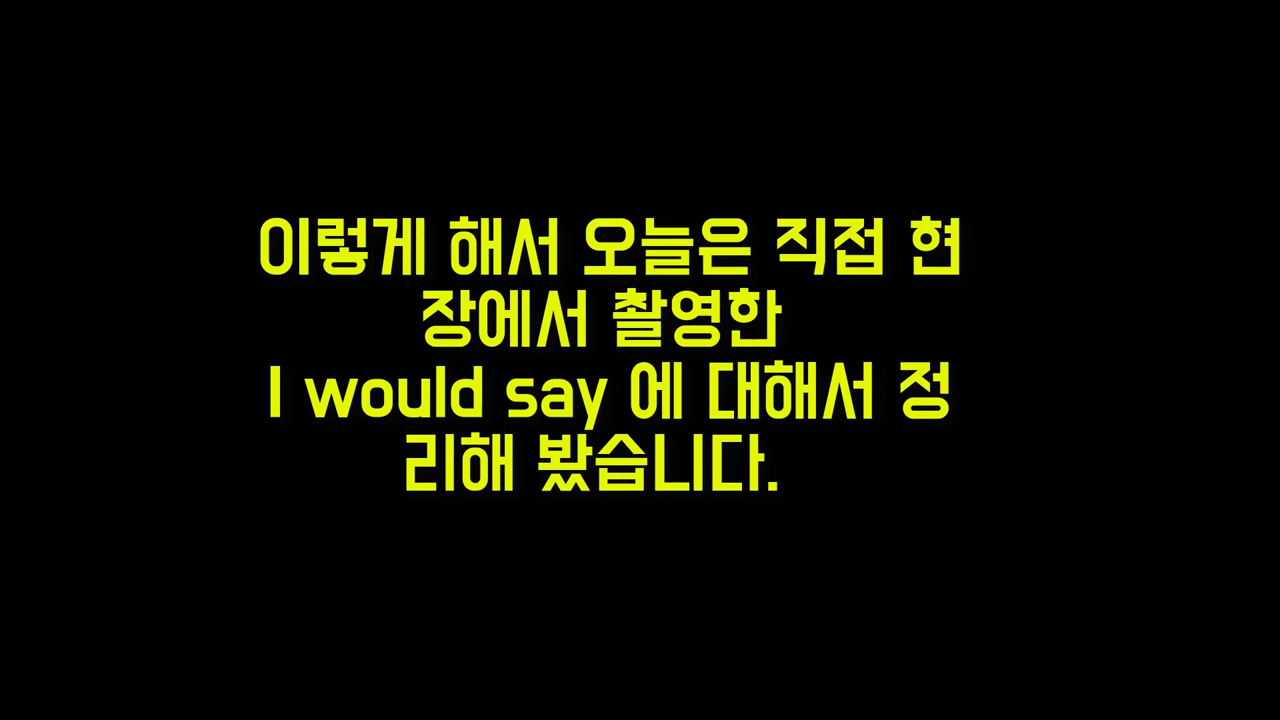 이렇게 해서 오늘은 직접 현
장에서 촬영한
I would say 에 대해서 정
리해 봤습니다.